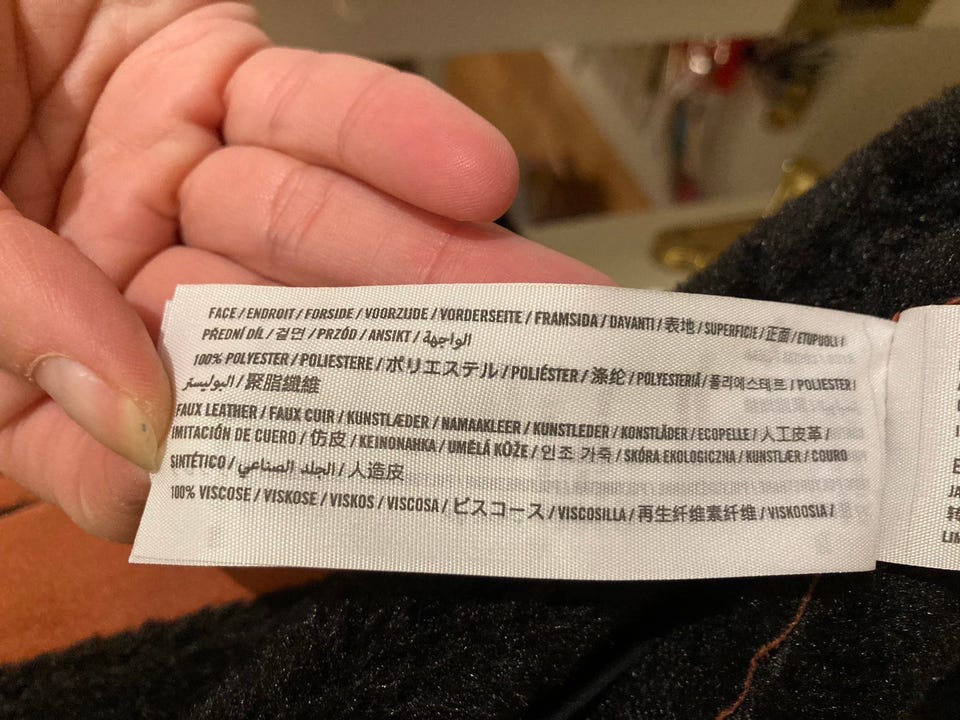 FACE / ENDROIT / FORSIDE / VOORZIJDE / VORDERSEITE / FRAMSIDA / DAVANTI / 表地 / SUPERFICIE / 正面 / ETUPUOLI /
PŘEDNÍ DÍL / 겉면 / PRZÓD / ANSIKT / الواجهة
100% POLYESTER / POLIESTERE / ポリエステル / POLIÉSTER / 涤纶 / POLYESTERIÄ / 폴리에스테르 / POLIESTER /
البوليستر / 聚脂纖維
FAUX LEATHER / FAUX CUIR / KUNSTLÆDER / NAMAAKLEER / KUNSTLEDER / KONSTLÄDER / ECOPELLE / 人工皮革 /
IMITACIÓN DE CUERO / 仿皮 / KEINONAHKA / UMĚLÁ KŮŽE / 인조 가죽 / SKÓRA EKOLOGICZNA / KUNSTLÆR / COURO
SINTÉTICO / الجلد الصناعي / 人造皮
100% VISCOSE / VISKOSE / VISKOS / VISCOSA / ビスコース / VISCOSILLA / 再生纤维素纤维 / VISKOOSIA /
JA
转
LIM